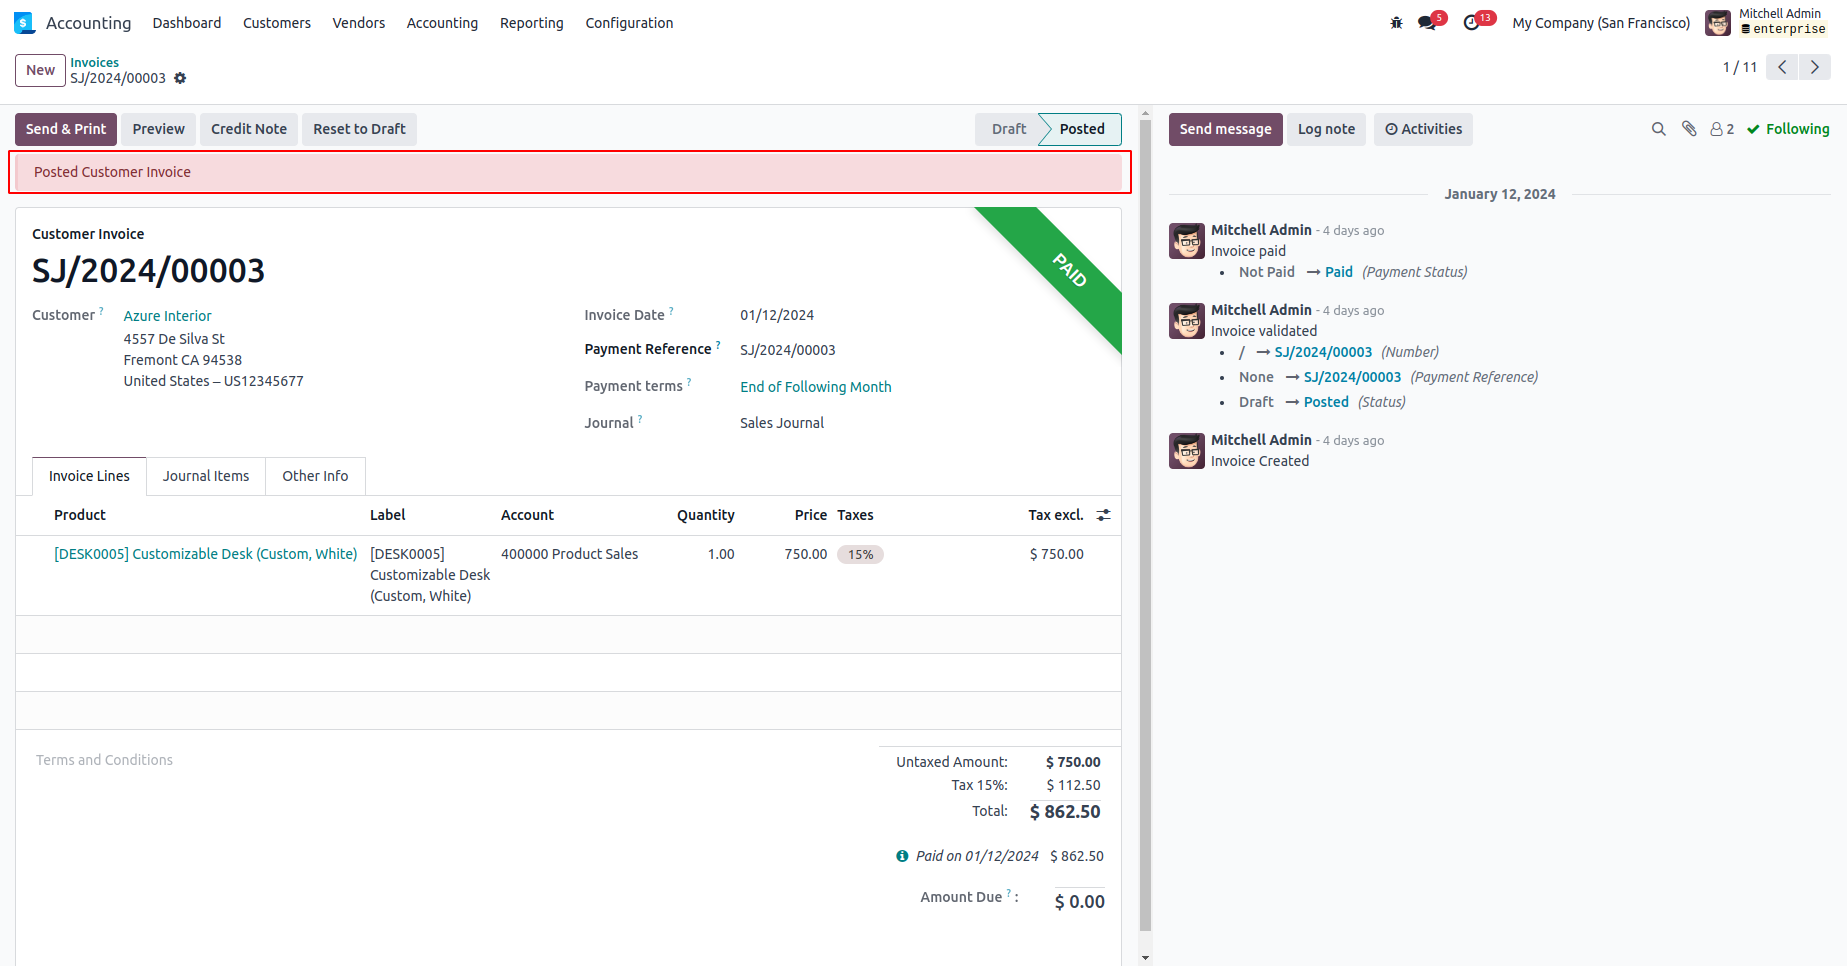 Accounting Dashboard Customers Vendors Accounting Reporting Configuration 5 13 My Company (San Francisco) Mitchell Admin
enterprise
New Invoices
SJ/2024/00003
1 / 11
Send & Print Preview Credit Note Reset to Draft Draft Posted
Posted Customer Invoice
Customer Invoice
SJ/2024/00003
PAID
Customer ? Azure Interior
4557 De Silva St
Fremont CA 94538
United States – US12345677
Invoice Date ? 01/12/2024
Payment Reference ? SJ/2024/00003
Payment terms ? End of Following Month
Journal ? Sales Journal
Invoice Lines Journal Items Other Info
Product Label Account Quantity Price Taxes Tax excl.
[DESK0005] Customizable Desk (Custom, White) [DESK0005] 400000 Product Sales 1.00 750.00 15% $ 750.00
Customizable Desk
(Custom, White)
Terms and Conditions
Untaxed Amount: $ 750.00
Tax 15%: $ 112.50
Total: $ 862.50
Paid on 01/12/2024 $ 862.50
Amount Due ? : $ 0.00
Send message Log note Activities 2 Following
January 12, 2024
Mitchell Admin - 4 days ago
Invoice paid
• Not Paid → Paid (Payment Status)
Mitchell Admin - 4 days ago
Invoice validated
• / → SJ/2024/00003 (Number)
• None → SJ/2024/00003 (Payment Reference)
• Draft → Posted (Status)
Mitchell Admin - 4 days ago
Invoice Created